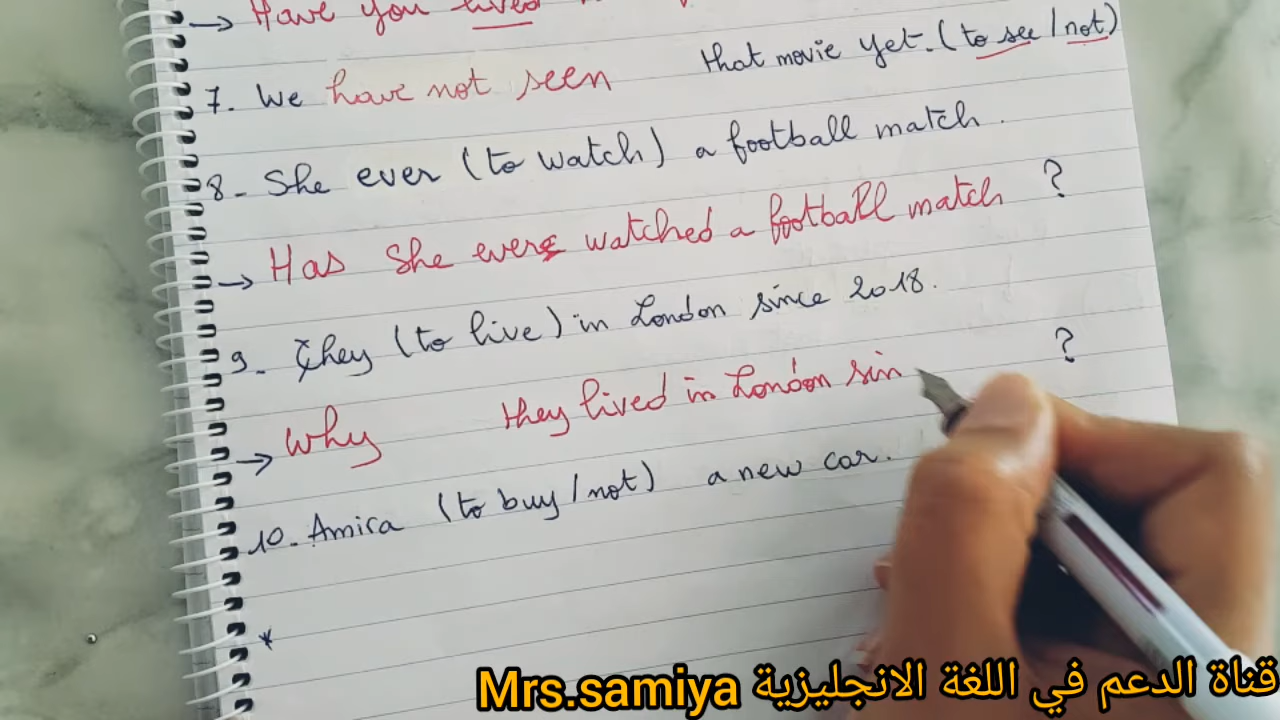 → Have you lived
7. We have not seen that movie yet. (to see / not)
8- She ever (to watch) a football match.
→ Has she ever watched a football match ?
9- They (to live) in London since 2018.
→ Why they lived in London sin ?
10. Amira (to buy / not) a new car.
*
Mrs.samiya قناة الدعم في اللغة الانجليزية